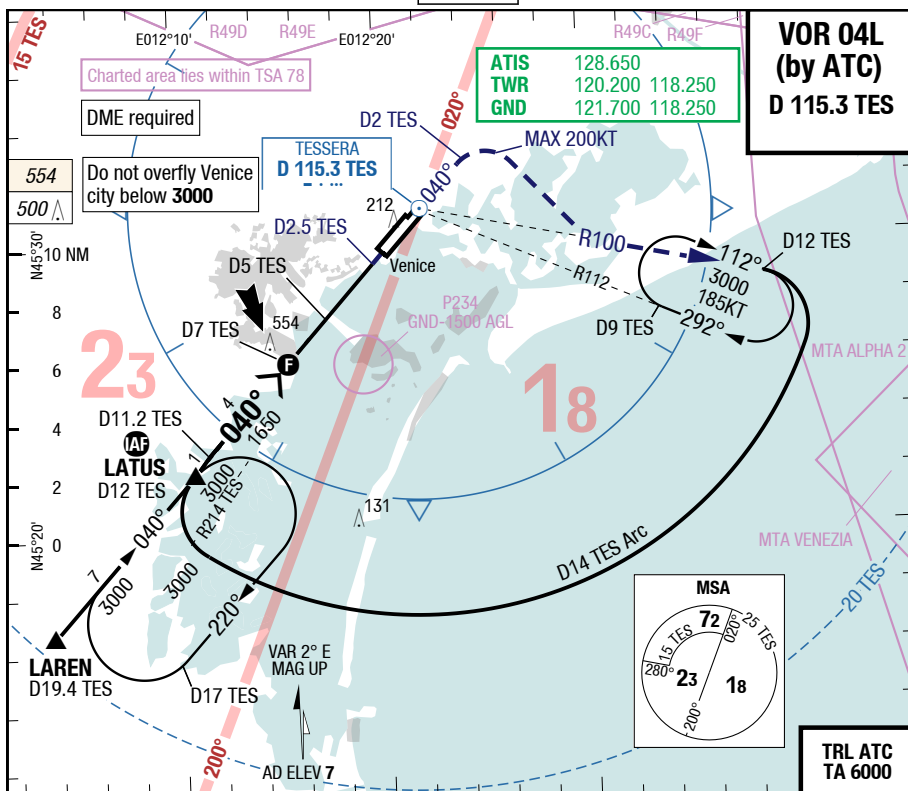 E012°10'
R49D
R49E
E012°20'
R49C
R49F
15 TES
Charted area lies within TSA 78
DME required
Do not overfly Venice
city below 3000
554
500
ATIS 128.650
TWR 120.200 118.250
GND 121.700 118.250
VOR 04L
(by ATC)
D 115.3 TES
020°
D2 TES
MAX 200KT
TESSERA
D 115.3 TES
040°
212
D2.5 TES
N45°30'
10 NM
Venice
R100
D12 TES
112°
3000
185KT
292°
R112
D9 TES
D5 TES
8
P234
GND-1500 AGL
554
D7 TES
F
MTA ALPHA 2
23
18
6
D11.2 TES
4
040°
1650
4
IAF
LATUS
D12 TES
1
3000
R214 TES
2
131
N45°20'
0
040°
3000
D14 TES Arc
MTA VENEZIA
7
3000
220°
20 TES
LAREN
D19.4 TES
D17 TES
VAR 2° E
MAG UP
AD ELEV 7
200°
MSA
72
15 TES
020°
25 TES
280°
23
18
200°
TRL ATC
TA 6000